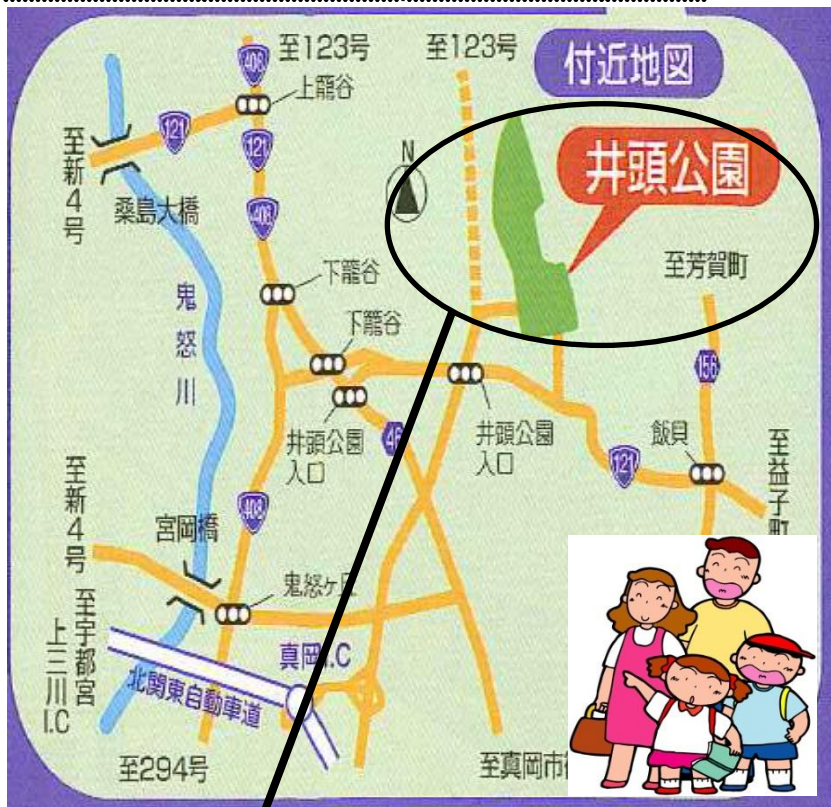 至123号
至123号
付近地図
408
上籠谷
121
121
至新4号
井頭公園
N
408
桑島大橋
至芳賀町
鬼怒川
下籠谷
下籠谷
156
井頭公園
入口
井頭公園
入口
飯貝
46
121
至益子町
至新4号
408
宮岡橋
鬼怒ヶ丘
至宇都宮
上三川
I.C
真岡I.C
北関東自動車道
至294号
至真岡市